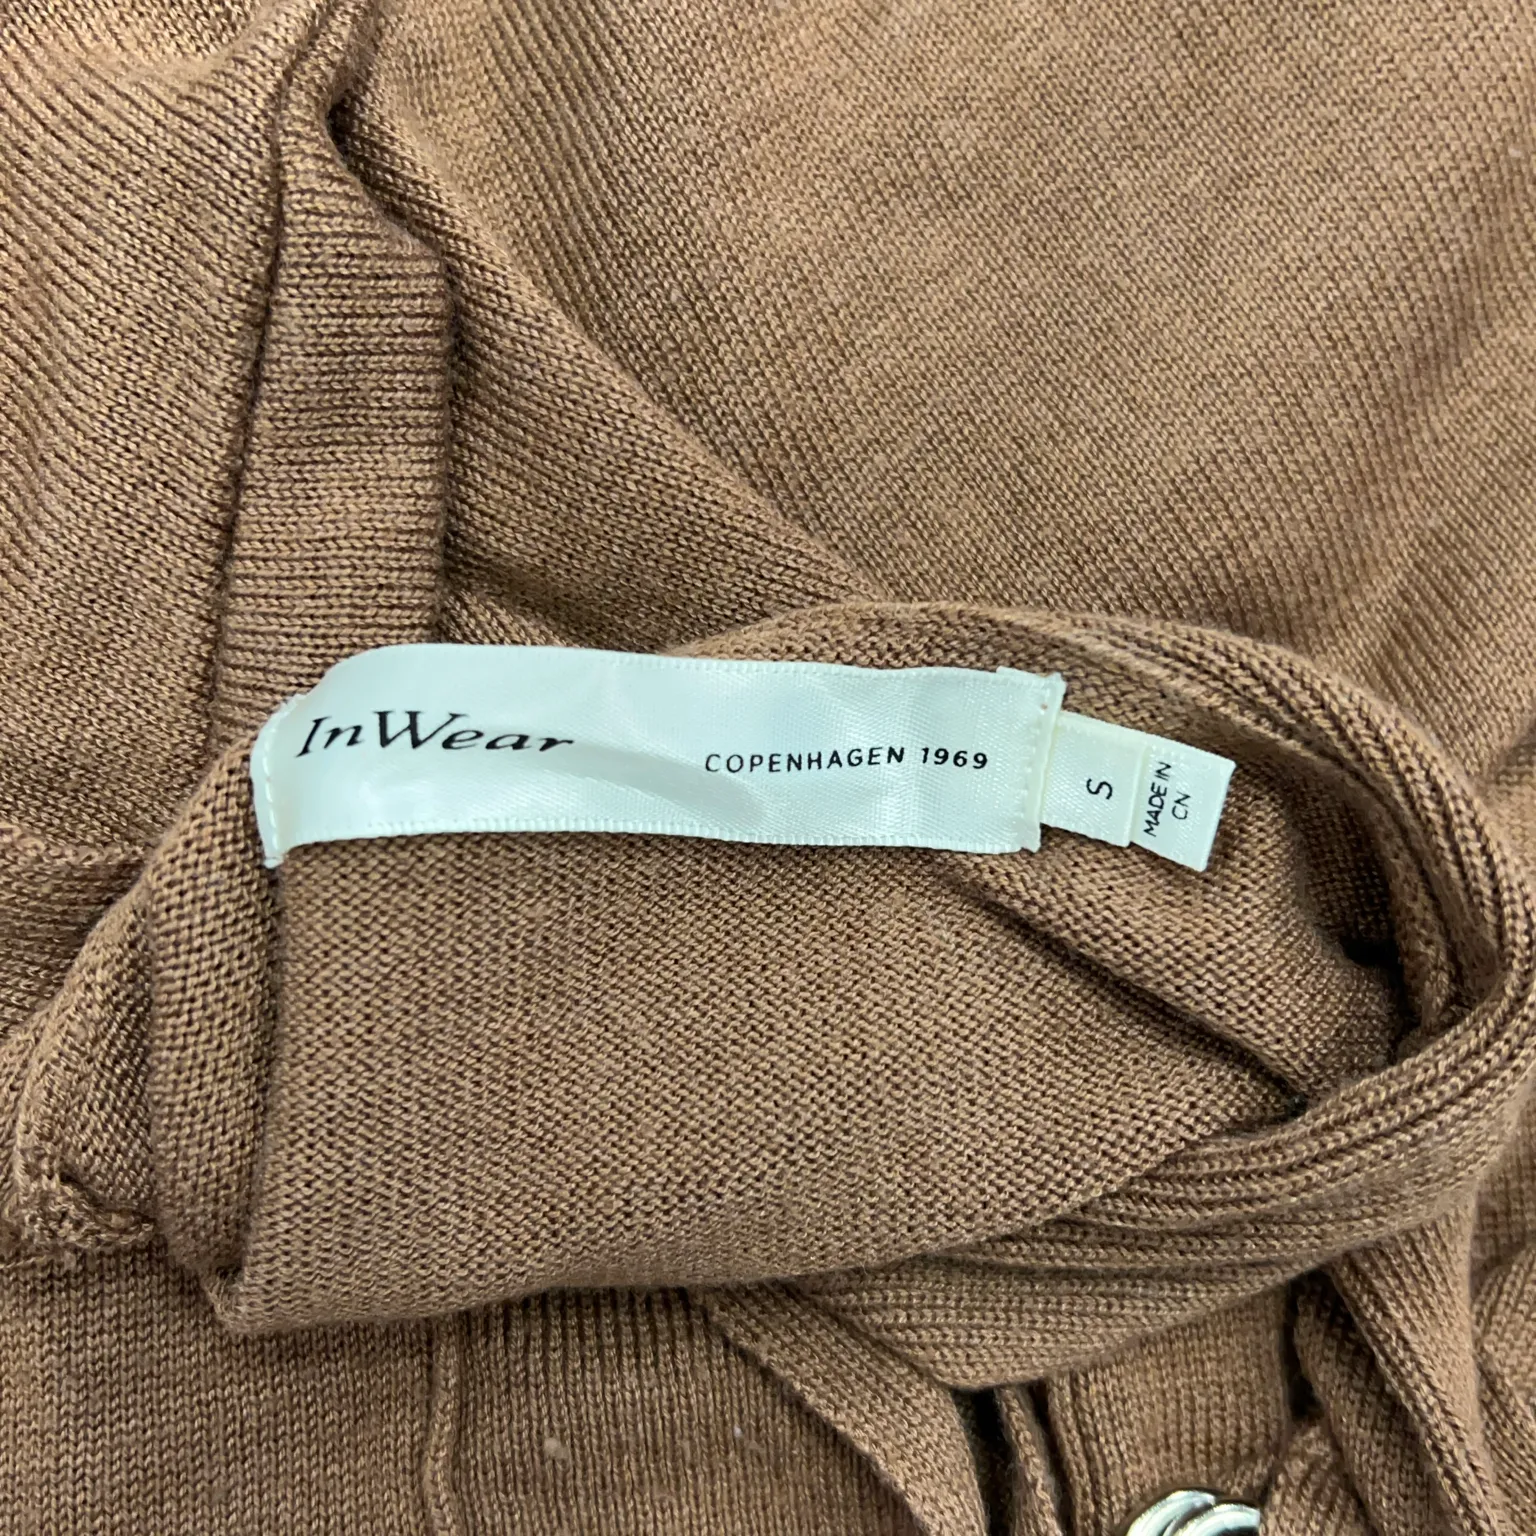 InWear
COPENHAGEN 1969
S
MADE IN
CN